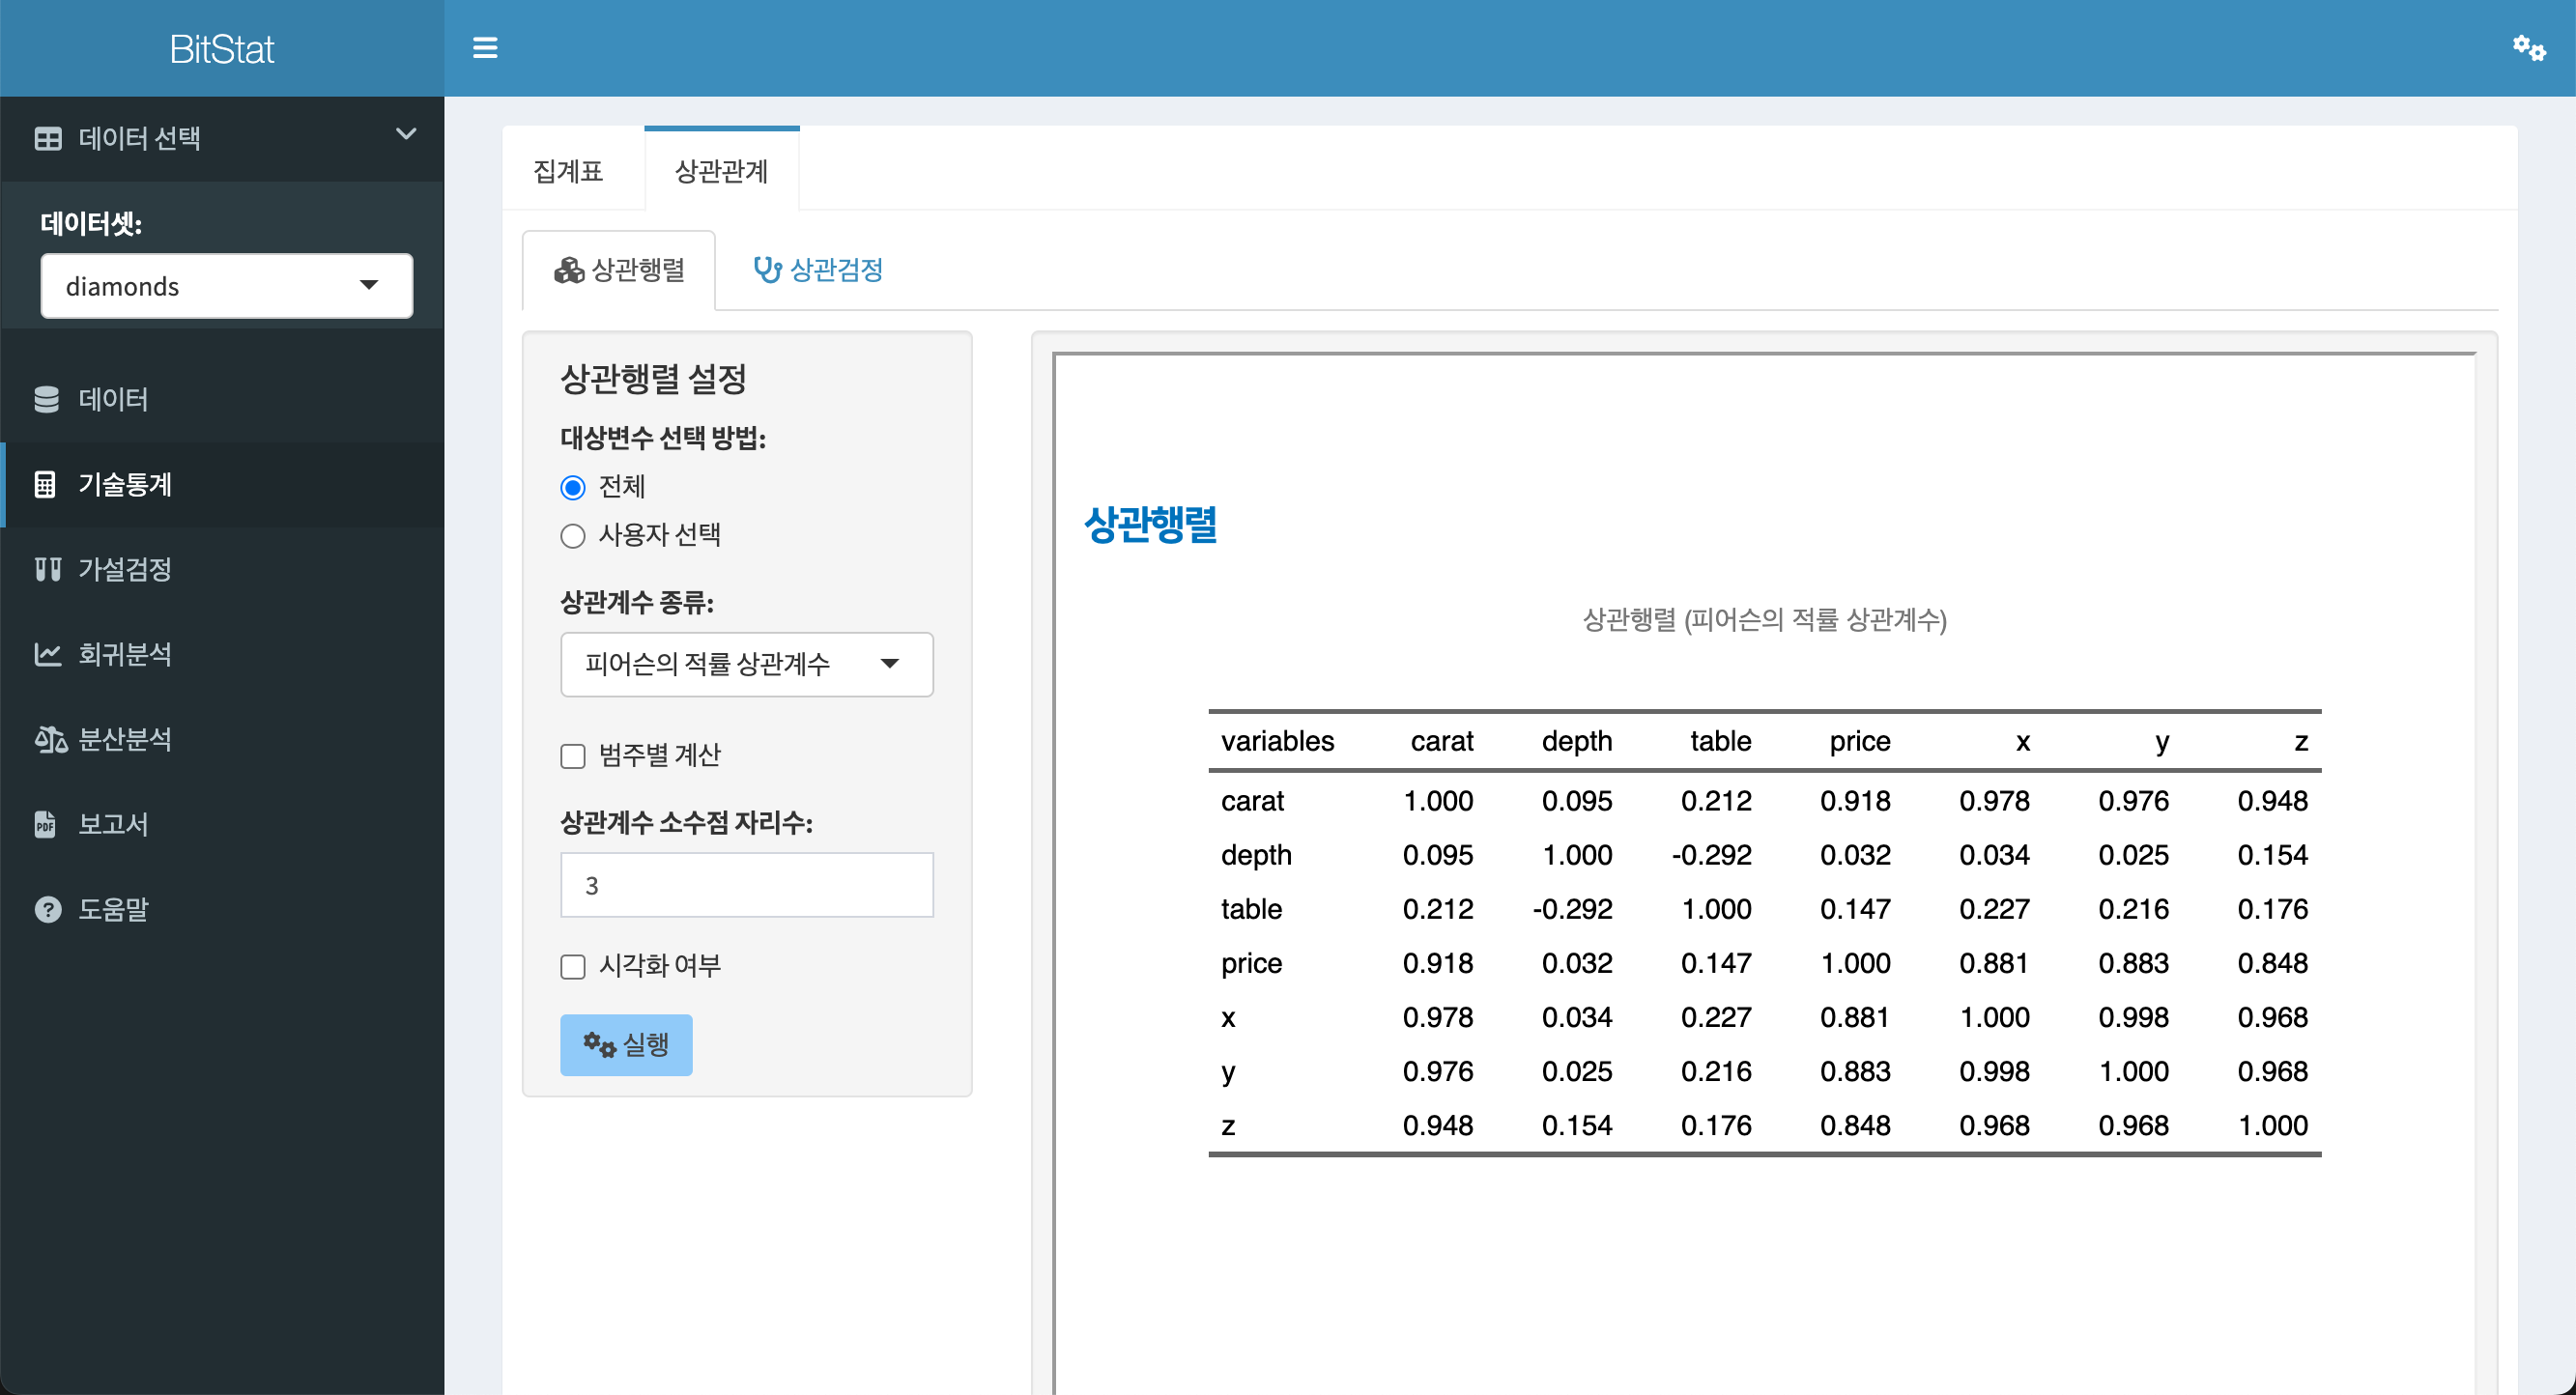 BitStat
데이터 선택
데이터셋:
diamonds
데이터
기술통계
가설검정
회귀분석
분산분석
PDF 보고서
? 도움말
집계표 상관관계
상관행렬 상관검정
상관행렬 설정
대상변수 선택 방법:
전체
사용자 선택
상관계수 종류:
피어슨의 적률 상관계수
범주별 계산
상관계수 소수점 자리수:
3
시각화 여부
실행
상관행렬
상관행렬 (피어슨의 적률 상관계수)
variables carat depth table price x y z
carat 1.000 0.095 0.212 0.918 0.978 0.976 0.948
depth 0.095 1.000 -0.292 0.032 0.034 0.025 0.154
table 0.212 -0.292 1.000 0.147 0.227 0.216 0.176
price 0.918 0.032 0.147 1.000 0.881 0.883 0.848
x 0.978 0.034 0.227 0.881 1.000 0.998 0.968
y 0.976 0.025 0.216 0.883 0.998 1.000 0.968
z 0.948 0.154 0.176 0.848 0.968 0.968 1.000